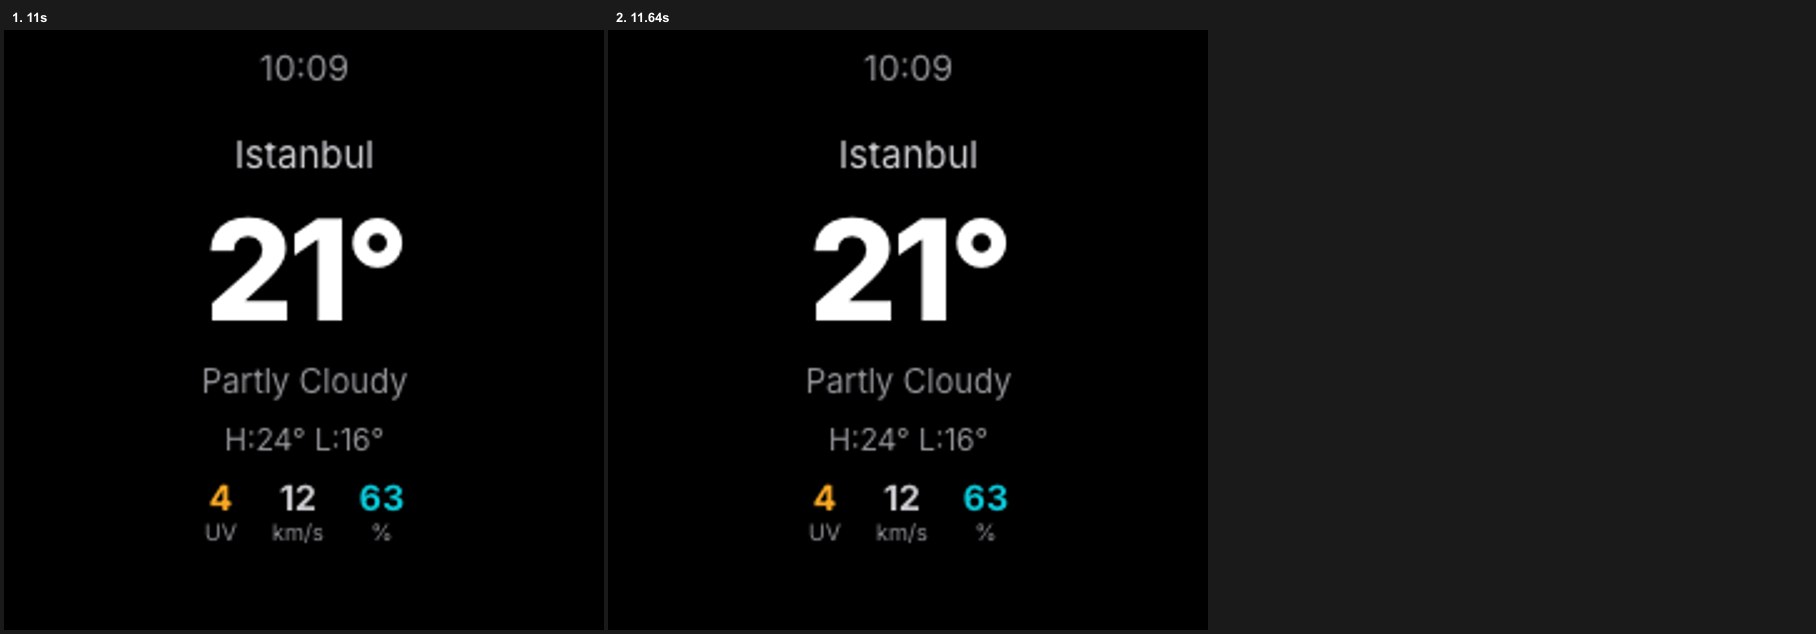 1. 11s
10:09
Istanbul
21°
Partly Cloudy
H:24° L:16°
4 12 63
UV km/s %
2. 11.64s
10:09
Istanbul
21°
Partly Cloudy
H:24° L:16°
4 12 63
UV km/s %